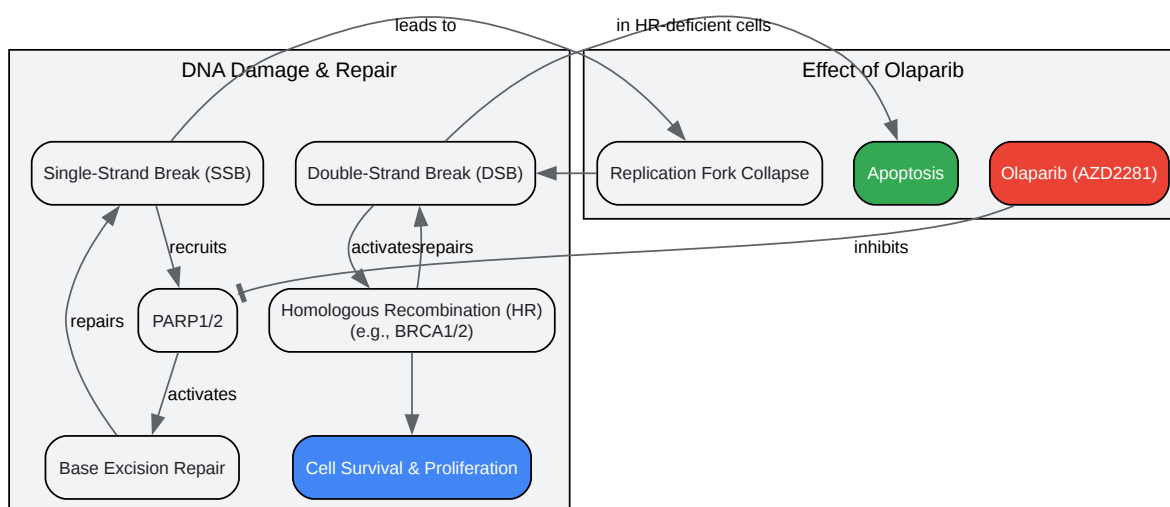 leads to
in HR-deficient cells
DNA Damage & Repair
Effect of Olaparib
Single-Strand Break (SSB)
Double-Strand Break (DSB)
Replication Fork Collapse
Apoptosis
Olaparib (AZD2281)
recruits
activates
repairs
inhibits
PARP1/2
Homologous Recombination (HR)
(e.g., BRCA1/2)
repairs
activates
Base Excision Repair
Cell Survival & Proliferation